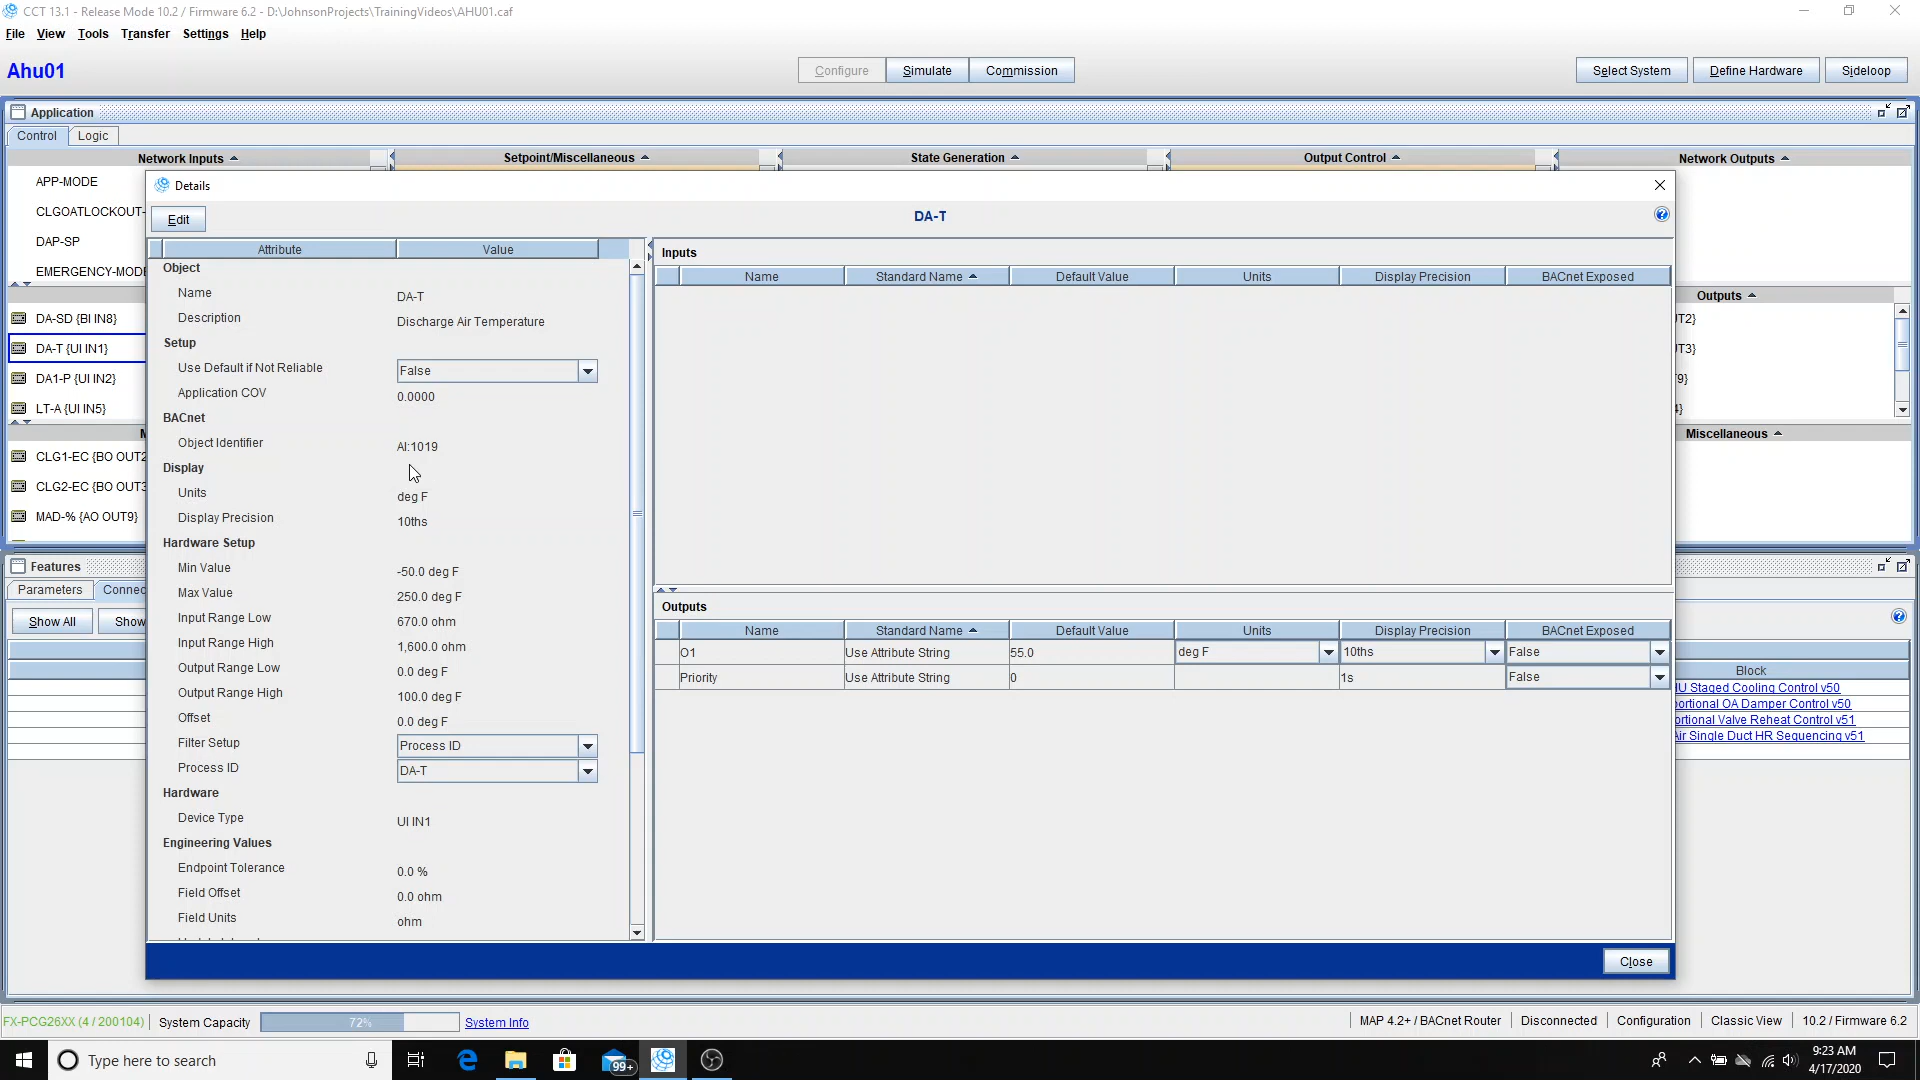 CCT 13.1 - Release Mode 10.2 / Firmware 6.2 - D:\JohnsonProjects\TrainingVideos\AHU01.caf
File View Tools Transfer Settings Help
Ahu01 Configure Simulate Commission Select System Define Hardware Sideloop
Application
Control Logic
Network Inputs Setpoint/Miscellaneous State Generation Output Control Network Outputs
APP-MODE
CLGOATLOCKOUT-
DAP-SP
EMERGENCY-MODE
DA-SD {BI IN8}
DA-T {UI IN1}
DA1-P {UI IN2}
LT-A {UI IN5}
CLG1-EC {BO OUT2
CLG2-EC {BO OUT3
MAD-% {AO OUT9}
Outputs
UT2}
UT3}
Miscellaneous
Details
Edit DA-T
Attribute Value
Object
Name DA-T
Description Discharge Air Temperature
Setup
Use Default if Not Reliable False
Application COV 0.0000
BACnet
Object Identifier AI:1019
Display
Units deg F
Display Precision 10ths
Hardware Setup
Min Value -50.0 deg F
Max Value 250.0 deg F
Input Range Low 670.0 ohm
Input Range High 1,600.0 ohm
Output Range Low 0.0 deg F
Output Range High 100.0 deg F
Offset 0.0 deg F
Filter Setup Process ID
Process ID DA-T
Hardware
Device Type UI IN1
Engineering Values
Endpoint Tolerance 0.0 %
Field Offset 0.0 ohm
Field Units ohm
Inputs
Name Standard Name Default Value Units Display Precision BACnet Exposed
Outputs
Name Standard Name Default Value Units Display Precision BACnet Exposed
O1 Use Attribute String 55.0 deg F 10ths False
Priority Use Attribute String 0 1s False
Close
Features
Parameters Connec
Show All Show
Block
U Staged Cooling Control v50
ortional OA Damper Control v50
ortional Valve Reheat Control v51
Air Single Duct HR Sequencing v51
FX-PCG26XX (4 / 200104) System Capacity 72% System Info MAP 4.2+ / BACnet Router Disconnected Configuration Classic View 10.2 / Firmware 6.2
Type here to search 99+ 9:23 AM
4/17/2020